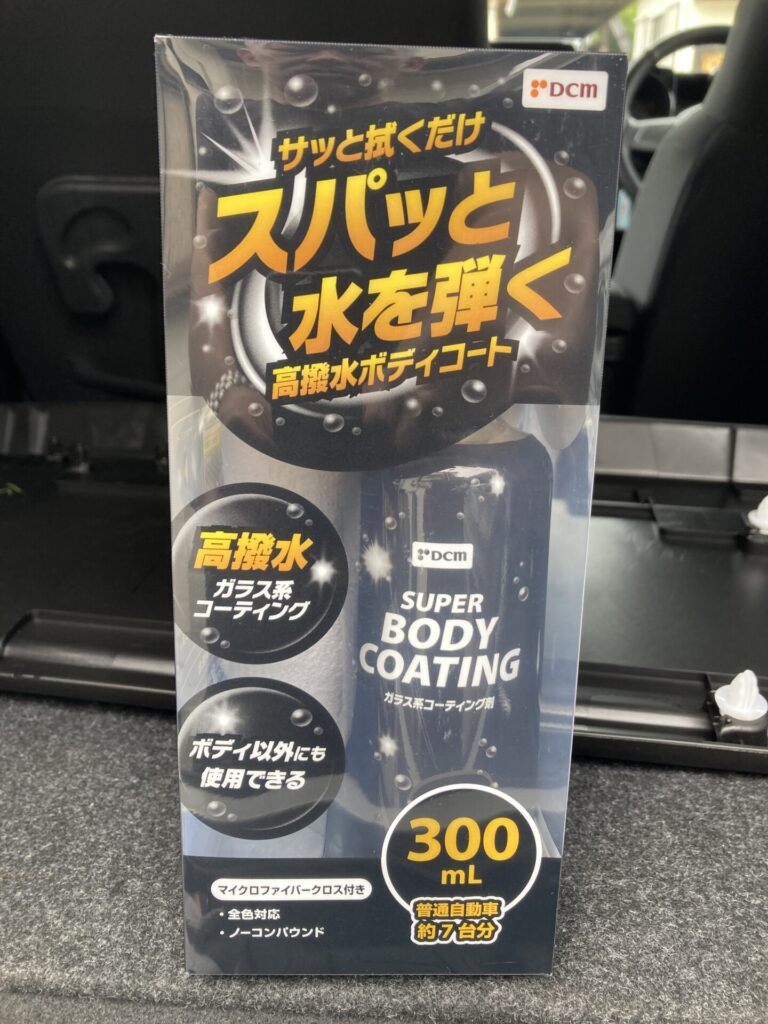 DCM
サッと拭くだけ
スパッと
水を弾く
高撥水ボディコート
高撥水
ガラス系
コーティング
DCM
SUPER
BODY
COATING
ガラス系コーティング剤
ボディ以外にも
使用できる
300
mL
普通自動車
約7台分
マイクロファイバークロス付き
・全色対応
・ノーコンパウンド